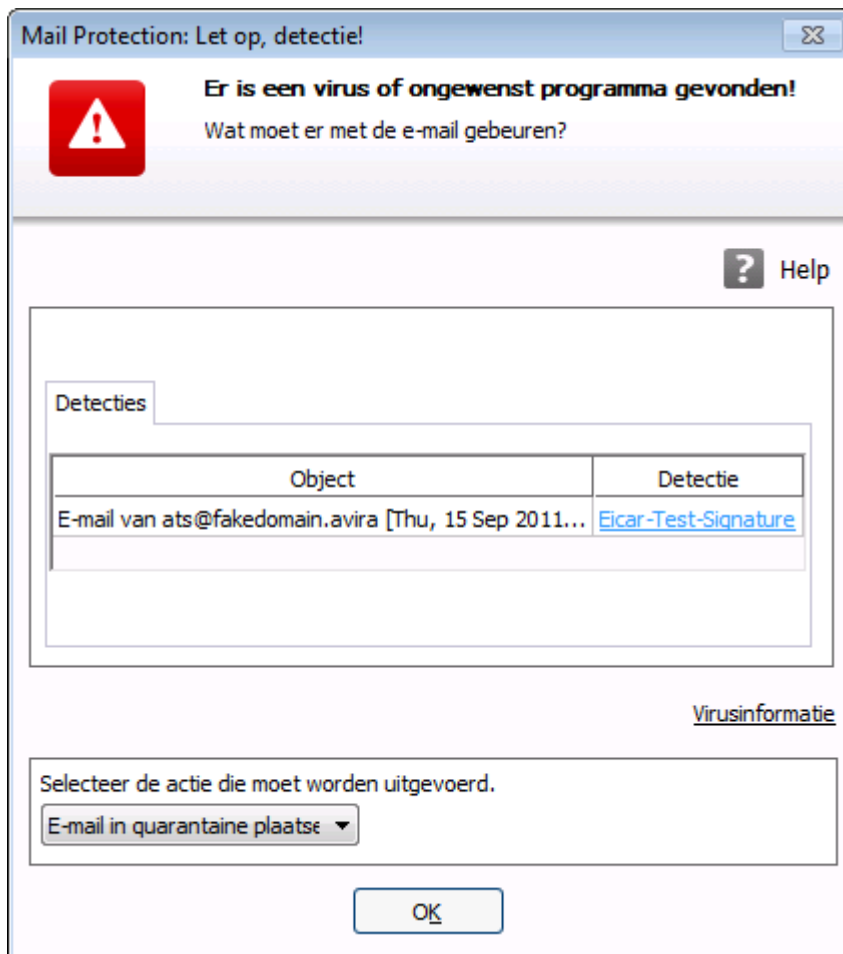 Mail Protection: Let op, detectie!
Er is een virus of ongewenst programma gevonden!
Wat moet er met de e-mail gebeuren?
? Help
Detecties
Object Detectie
E-mail van ats@fakedomain.avira [Thu, 15 Sep 2011... Eicar-Test-Signature
Virusinformatie
Selecteer de actie die moet worden uitgevoerd.
E-mail in quarantaine plaatse
OK